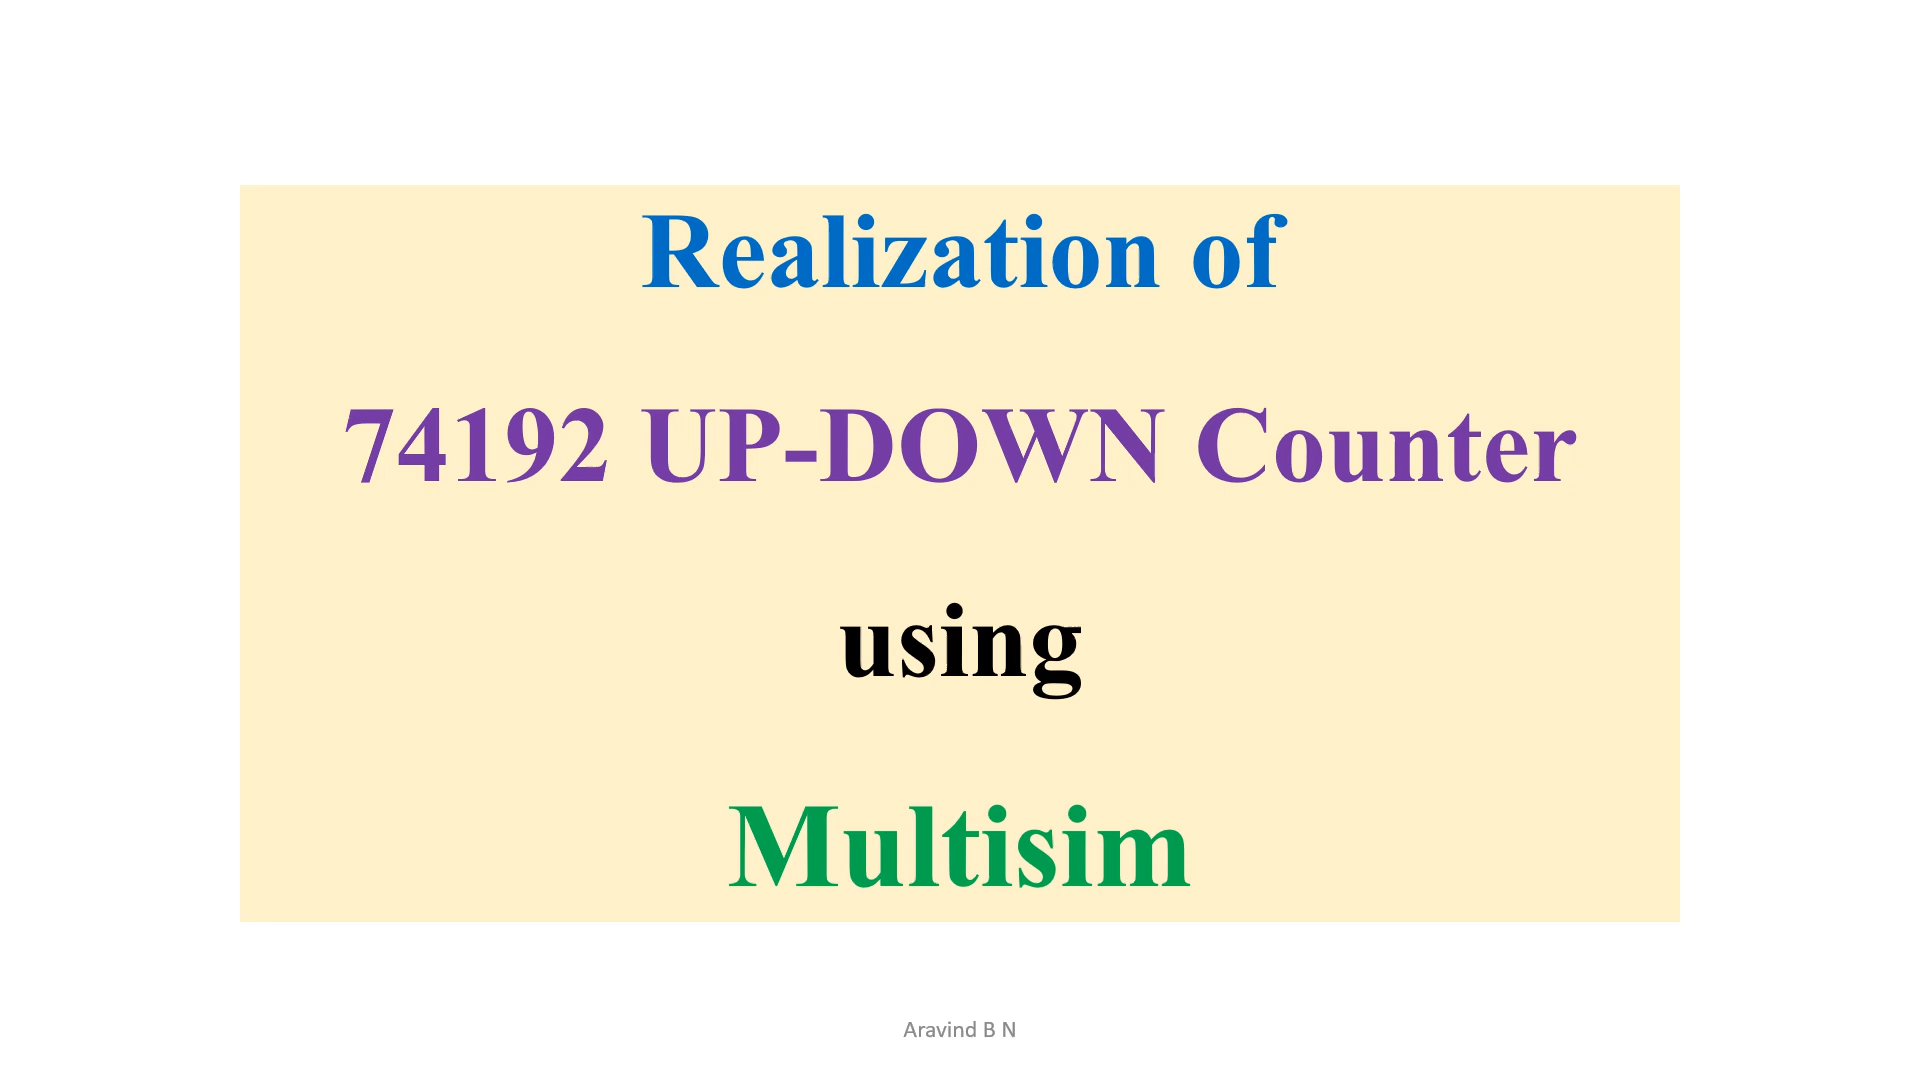 Realization of
74192 UP-DOWN Counter
using
Multisim
Aravind B N